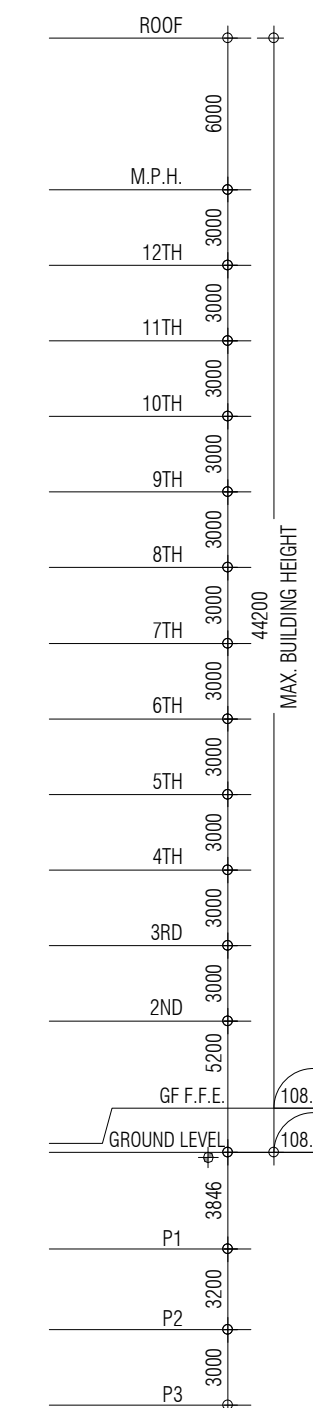 ROOF
6000
M.P.H.
3000
12TH
3000
11TH
3000
10TH
3000
9TH
3000
8TH
3000
7TH
3000
6TH
3000
5TH
3000
4TH
3000
3RD
3000
2ND
5200
44200
MAX. BUILDING HEIGHT
GF F.F.E.
108.
GROUND LEVEL
108.
3846
P1
3200
P2
3000
P3